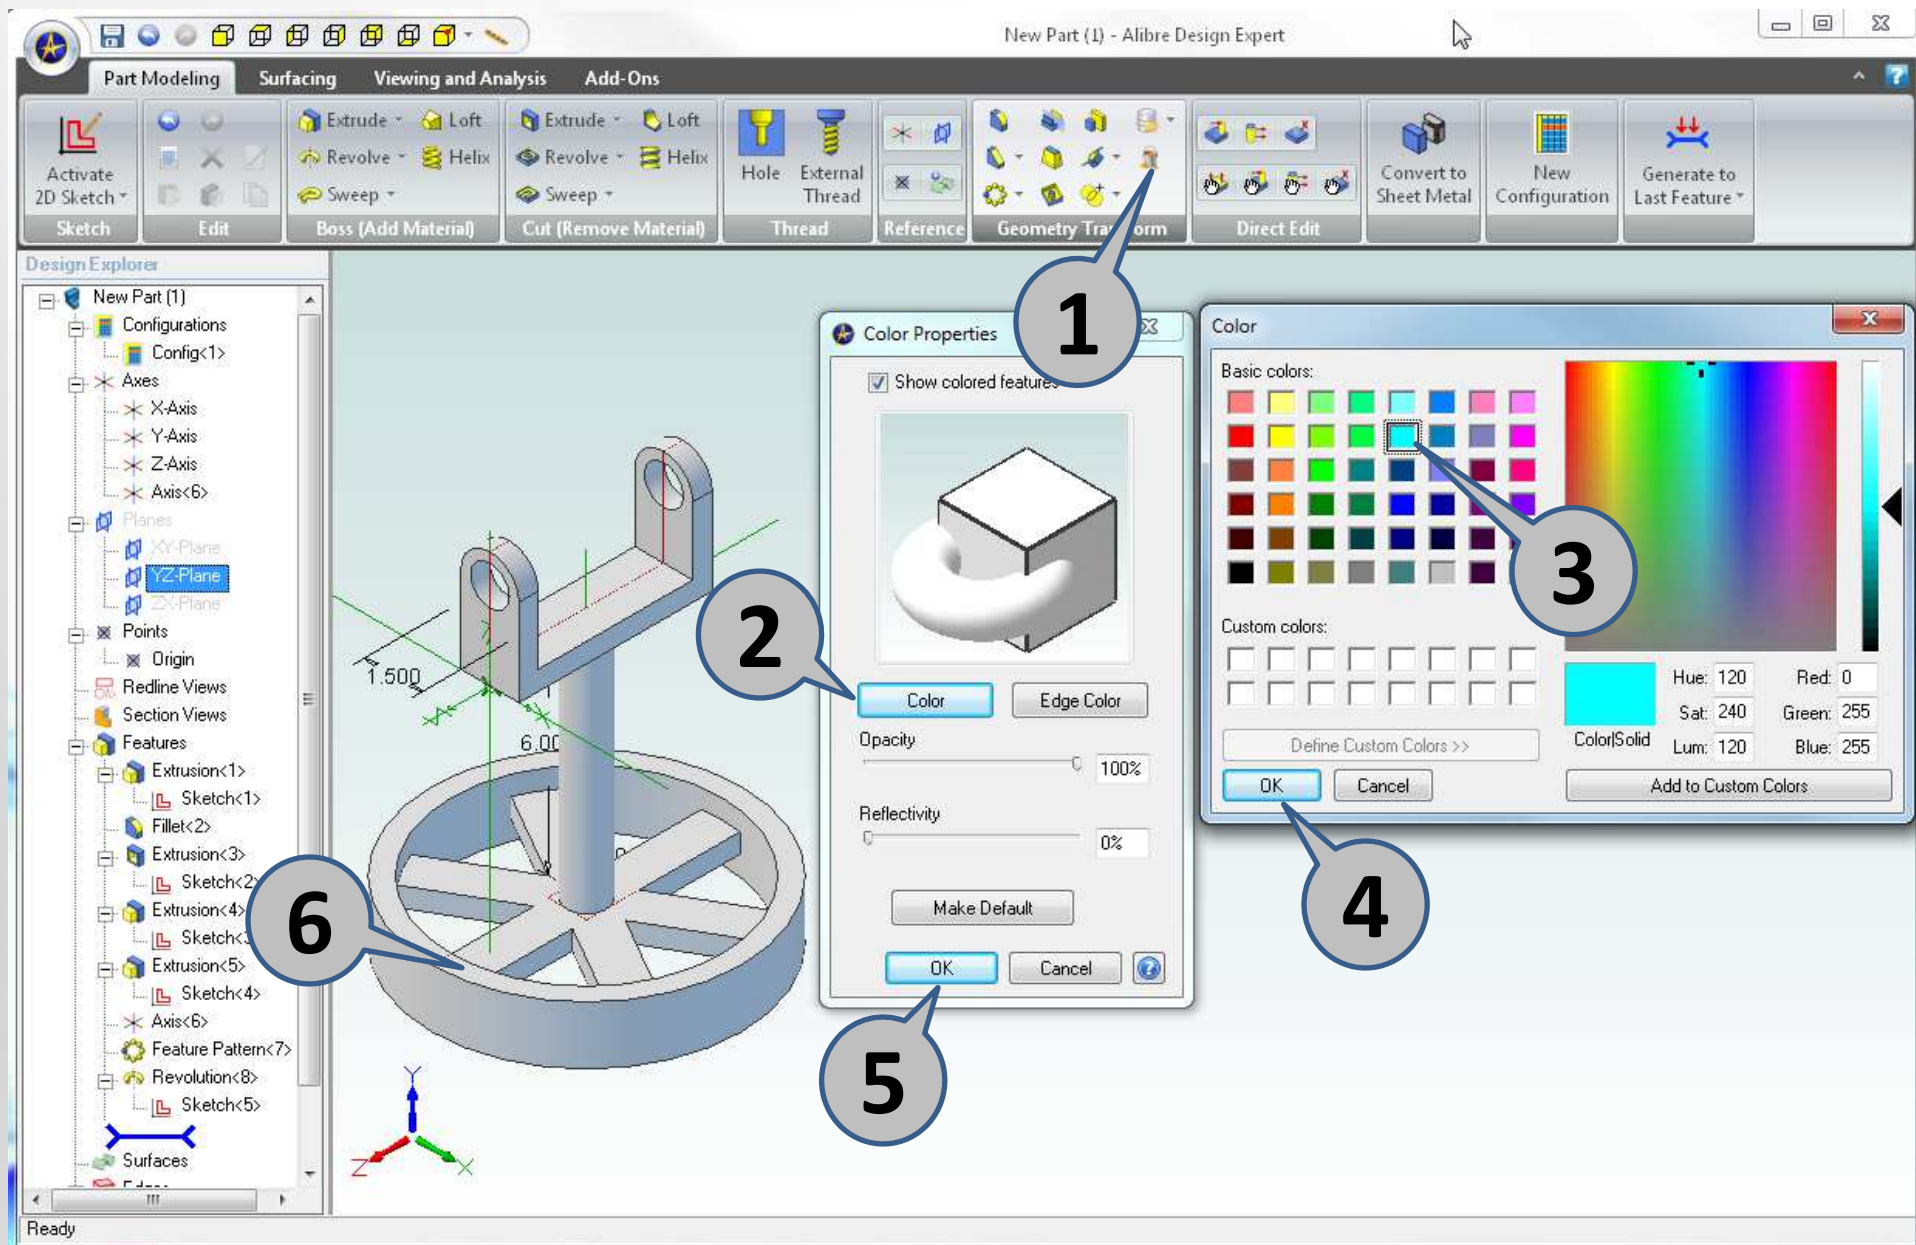 New Part (1) - Alibre Design Expert
Part Modeling
Surfacing
Viewing and Analysis
Add-Ons
Activate
2D Sketch
Sketch
Edit
Extrude
Loft
Revolve
Helix
Sweep
Boss (Add Material)
Extrude
Loft
Revolve
Helix
Sweep
Cut (Remove Material)
Hole
External
Thread
Thread
Reference
Geometry
Direct Edit
Convert to
Sheet Metal
New
Configuration
Generate to
Last Feature
Design Explorer
New Part (1)
Configurations
Config<1>
Axes
X-Axis
Y-Axis
Z-Axis
Axis<6>
Planes
XY-Plane
YZ-Plane
ZX-Plane
Points
Origin
Redline Views
Section Views
Features
Extrusion<1>
Sketch<1>
Fillet<2>
Extrusion<3>
Sketch<2
Extrusion<4>
Sketch<
Extrusion<5>
Sketch<4>
Axis<6>
Feature Pattern<7>
Revolution<8>
Sketch<5>
Surfaces
Ready
1.500
6.00
Y
Z
X
1
2
3
4
5
6
Color Properties
Show colored features
Color
Edge Color
Opacity
100%
Reflectivity
0%
Make Default
OK
Cancel
Color
Basic colors:
Custom colors:
Define Custom Colors >>
OK
Cancel
Color|Solid
Hue: 120
Sat: 240
Lum: 120
Red: 0
Green: 255
Blue: 255
Add to Custom Colors